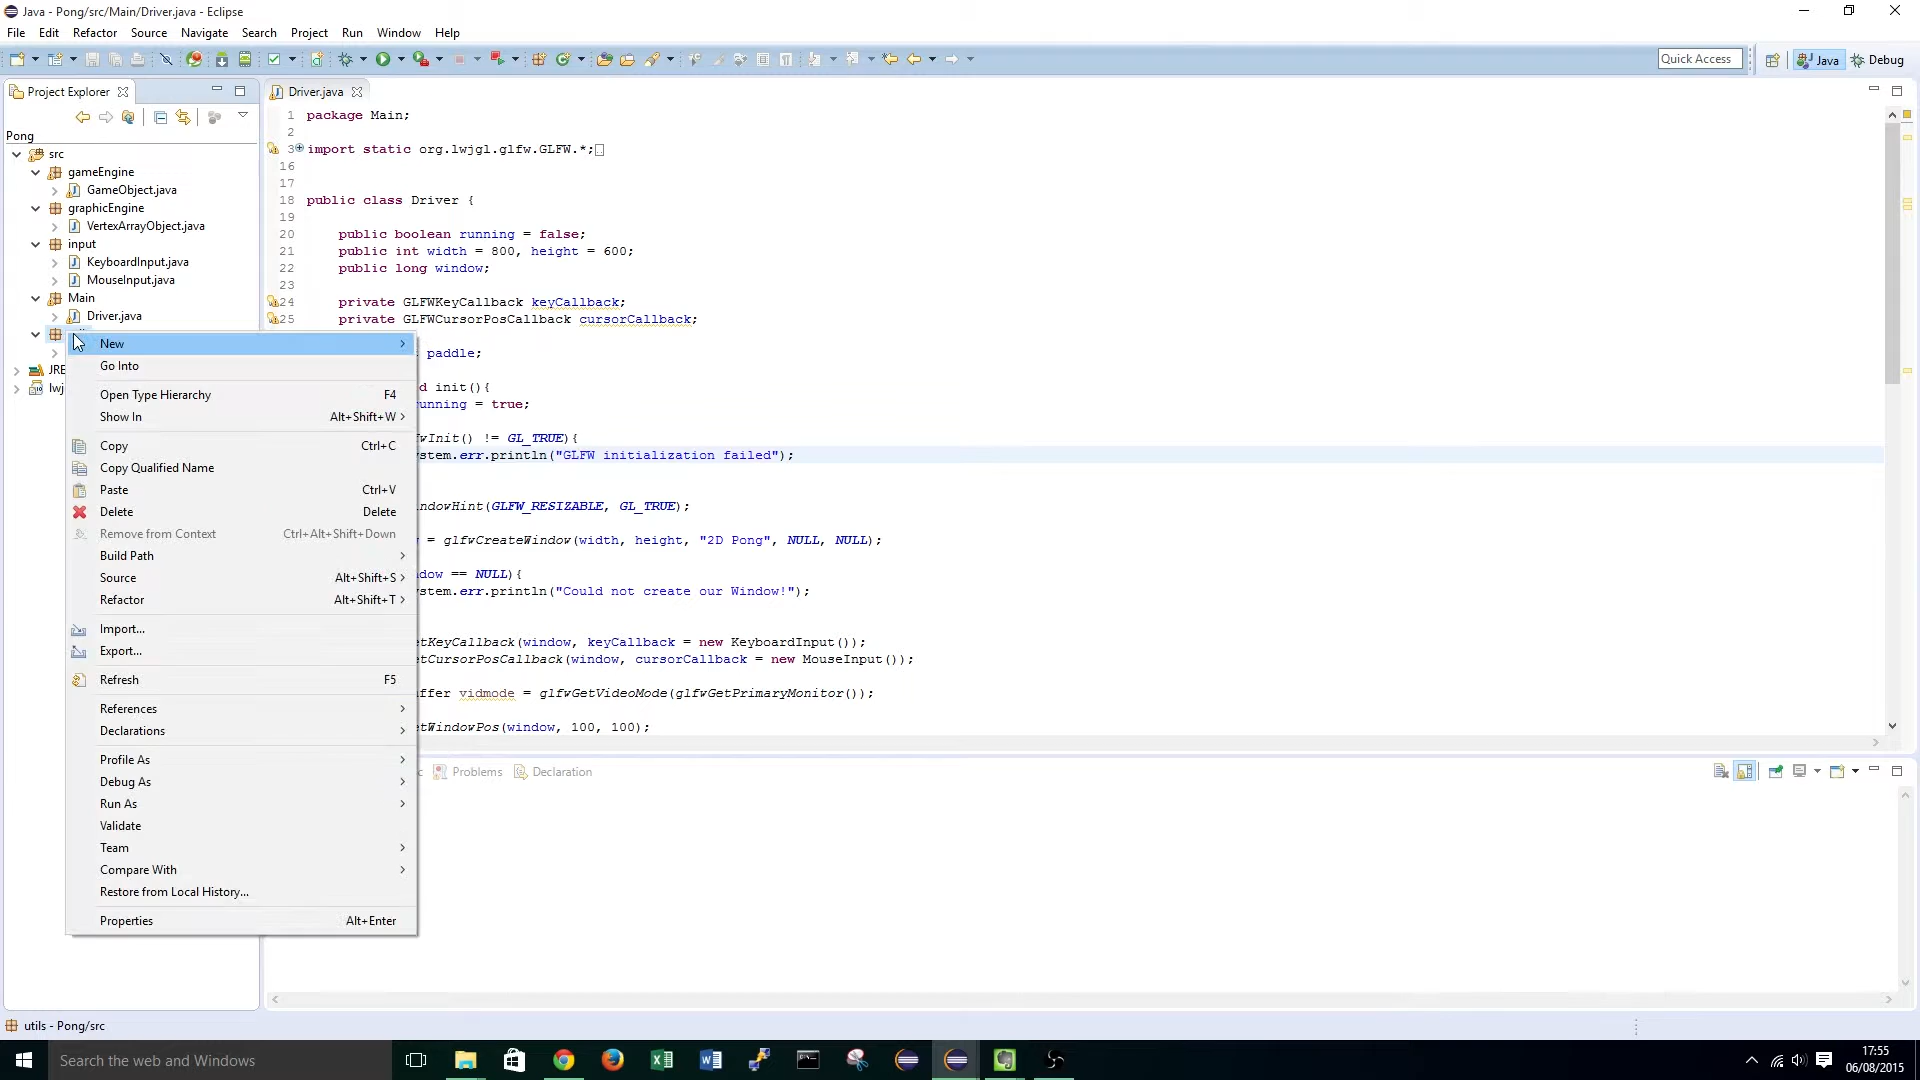 Java - Pong/src/Main/Driver.java - Eclipse
File Edit Refactor Source Navigate Search Project Run Window Help
Quick Access
Java
Debug
Project Explorer
Pong
src
gameEngine
GameObject.java
graphicEngine
VertexArrayObject.java
input
KeyboardInput.java
MouseInput.java
Main
Driver.java
JRE
lwj
New
Go Into
Open Type Hierarchy F4
Show In Alt+Shift+W
Copy Ctrl+C
Copy Qualified Name
Paste Ctrl+V
Delete Delete
Remove from Context Ctrl+Alt+Shift+Down
Build Path
Source Alt+Shift+S
Refactor Alt+Shift+T
Import...
Export...
Refresh F5
References
Declarations
Profile As
Debug As
Run As
Validate
Team
Compare With
Restore from Local History...
Properties Alt+Enter
Driver.java
1 package Main;
2
3 import static org.lwjgl.glfw.GLFW.*;
16
17
18 public class Driver {
19
20 public boolean running = false;
21 public int width = 800, height = 600;
22 public long window;
23
24 private GLFWKeyCallback keyCallback;
25 private GLFWCursorPosCallback cursorCallback;
paddle;
d init(){
unning = true;
wInit() != GL_TRUE){
stem.err.println("GLFW initialization failed");
ndowHint(GLFW_RESIZABLE, GL_TRUE);
= glfwCreateWindow(width, height, "2D Pong", NULL, NULL);
dow == NULL){
stem.err.println("Could not create our Window!");
tKeyCallback(window, keyCallback = new KeyboardInput());
tCursorPosCallback(window, cursorCallback = new MouseInput());
ffer vidmode = glfwGetVideoMode(glfwGetPrimaryMonitor());
tWindowPos(window, 100, 100);
c Problems Declaration
utils - Pong/src
Search the web and Windows
17:55
06/08/2015